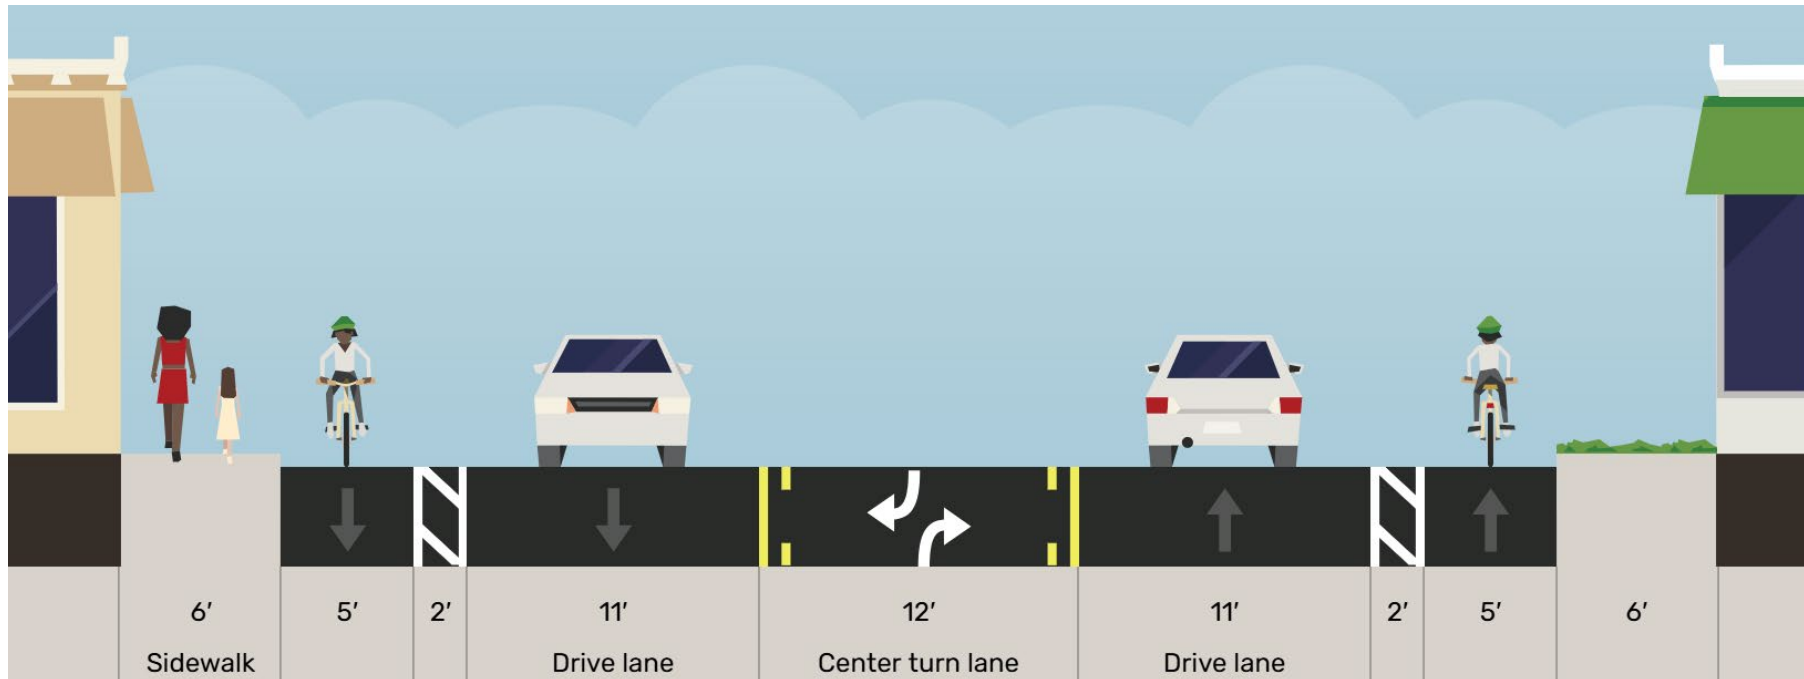 6′ 5′ 2′ 11′ 12′ 11′ 2′ 5′ 6′
Sidewalk Drive lane Center turn lane Drive lane